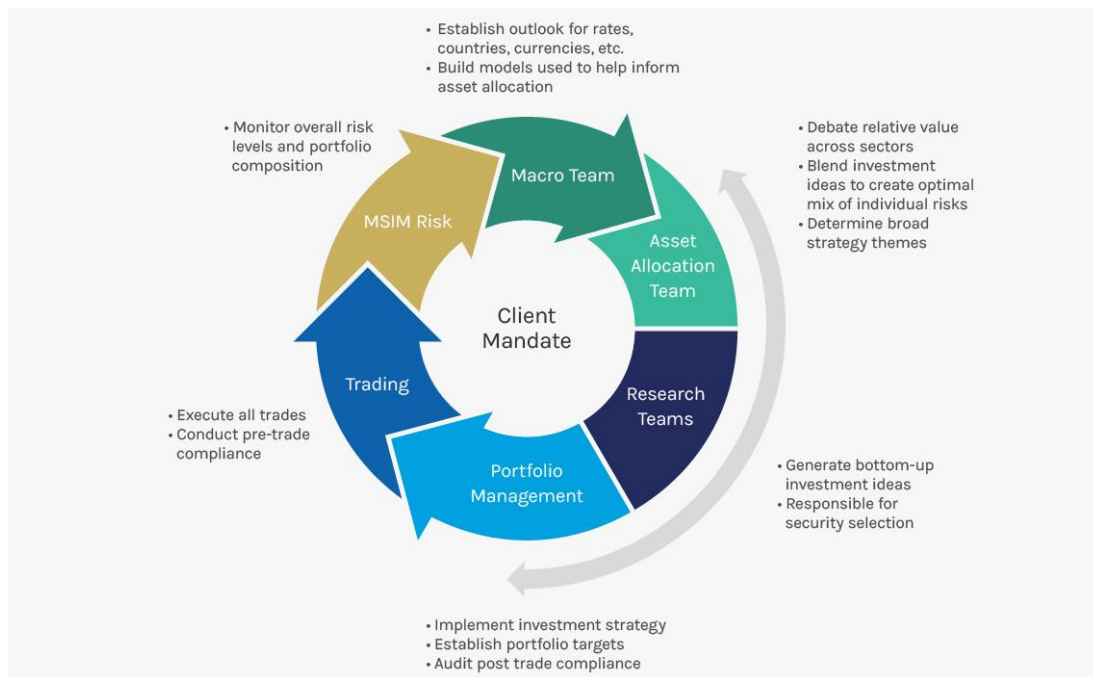 • Establish outlook for rates,
countries, currencies, etc.
• Build models used to help inform
asset allocation
• Monitor overall risk
levels and portfolio
composition
• Debate relative value
across sectors
• Blend investment
ideas to create optimal
mix of individual risks
• Determine broad
strategy themes
Macro Team
MSIM Risk
Asset
Allocation
Team
Client
Mandate
Trading
Research
Teams
• Execute all trades
• Conduct pre-trade
compliance
Portfolio
Management
• Generate bottom-up
investment ideas
• Responsible for
security selection
• Implement investment strategy
• Establish portfolio targets
• Audit post trade compliance